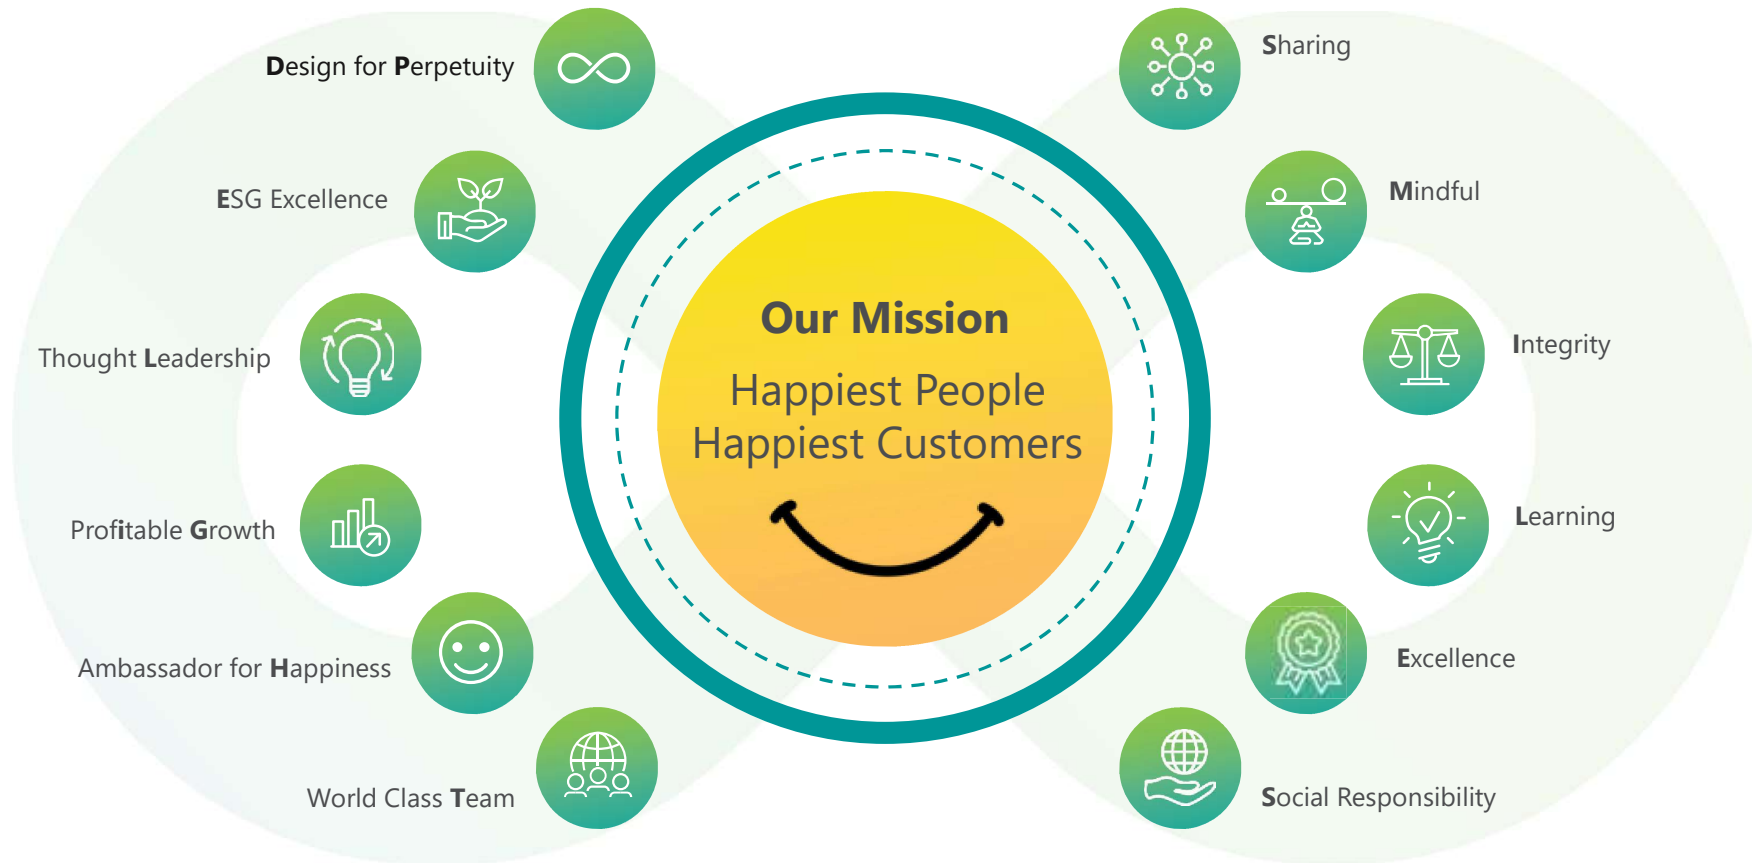 Design for Perpetuity
ESG Excellence
Thought Leadership
Profitable Growth
Ambassador for Happiness
World Class Team
Our Mission
Happiest People
Happiest Customers
Sharing
Mindful
Integrity
Learning
Excellence
Social Responsibility